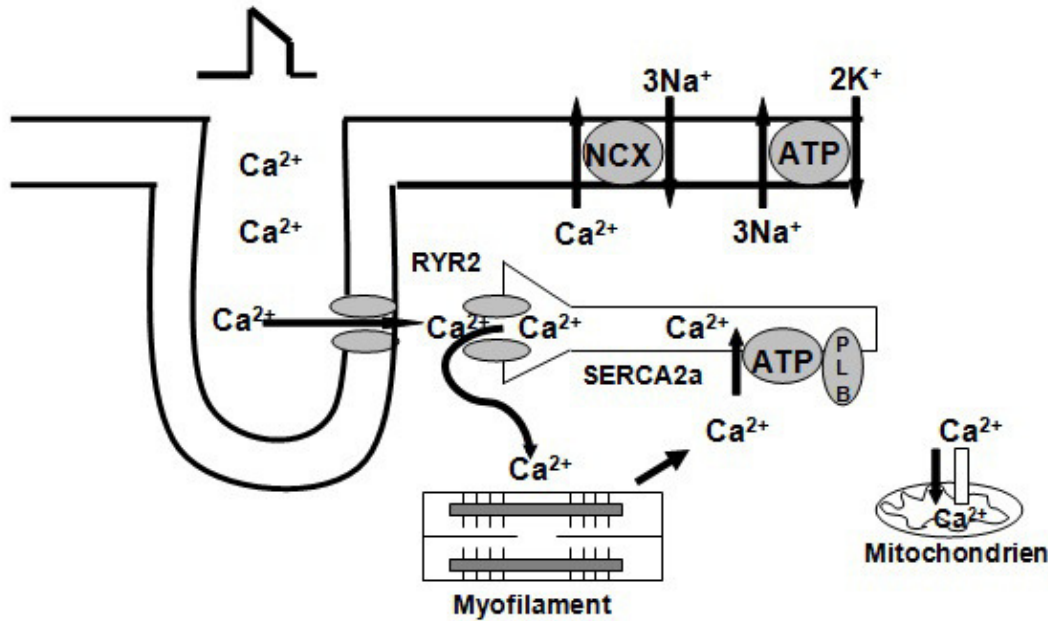 3Na⁺ 2K⁺
Ca²⁺
NCX ATP
Ca²⁺
Ca²⁺ 3Na⁺
RYR2
Ca²⁺ Ca²⁺ Ca²⁺ Ca²⁺
ATP
PLB
SERCA2a
Ca²⁺ Ca²⁺
Ca²⁺
Ca²⁺
Mitochondrien
Myofilament